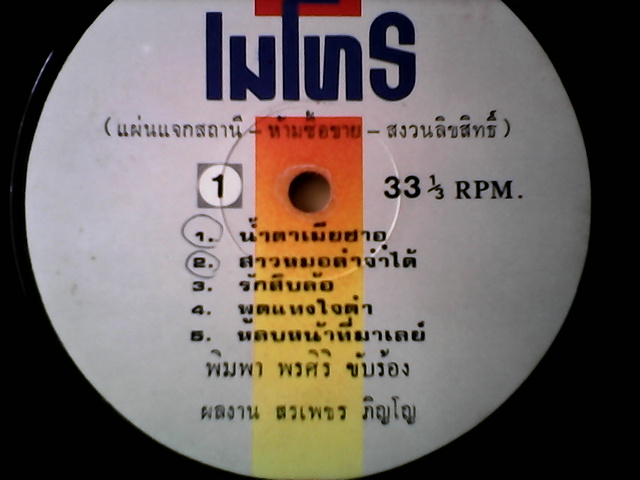 เมโทร
(แผ่นแจกสถานี - ห้ามซื้อขาย - สงวนลิขสิทธิ์)
1
33 ⅓ RPM.
1. น้ำตาเมียซาอุ
2. สาวหมอลำจำได้
3. รักสิบล้อ
4. พูดแทงใจดำ
5. หลบหน้าที่มาเลย์
พิมพา พรศิริ ขับร้อง
ผลงาน สรเพชร ภิญโญ